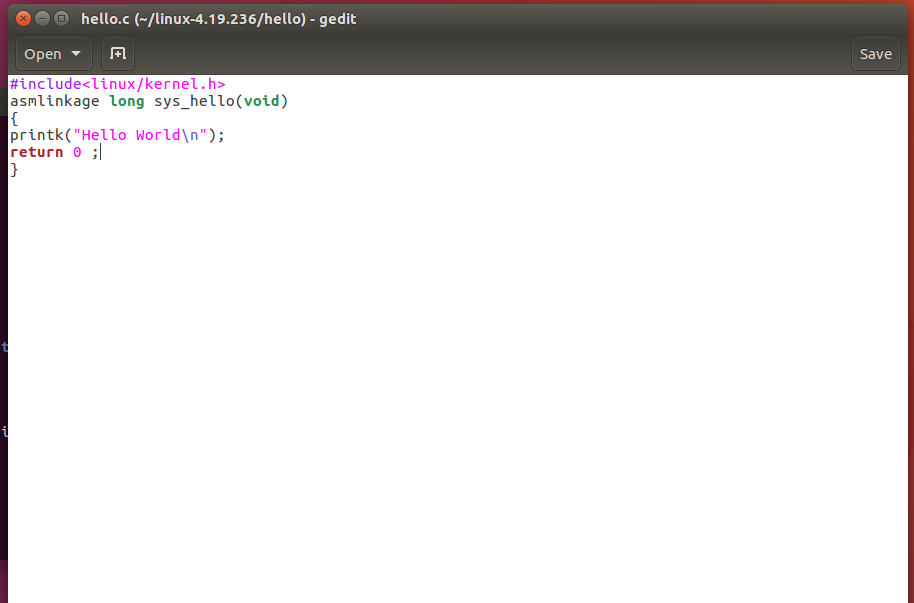 hello.c (~/linux-4.19.236/hello) - gedit
Open
Save
#include<linux/kernel.h>
asmlinkage long sys_hello(void)
{
printk("Hello World\n");
return 0 ;
}
t
i